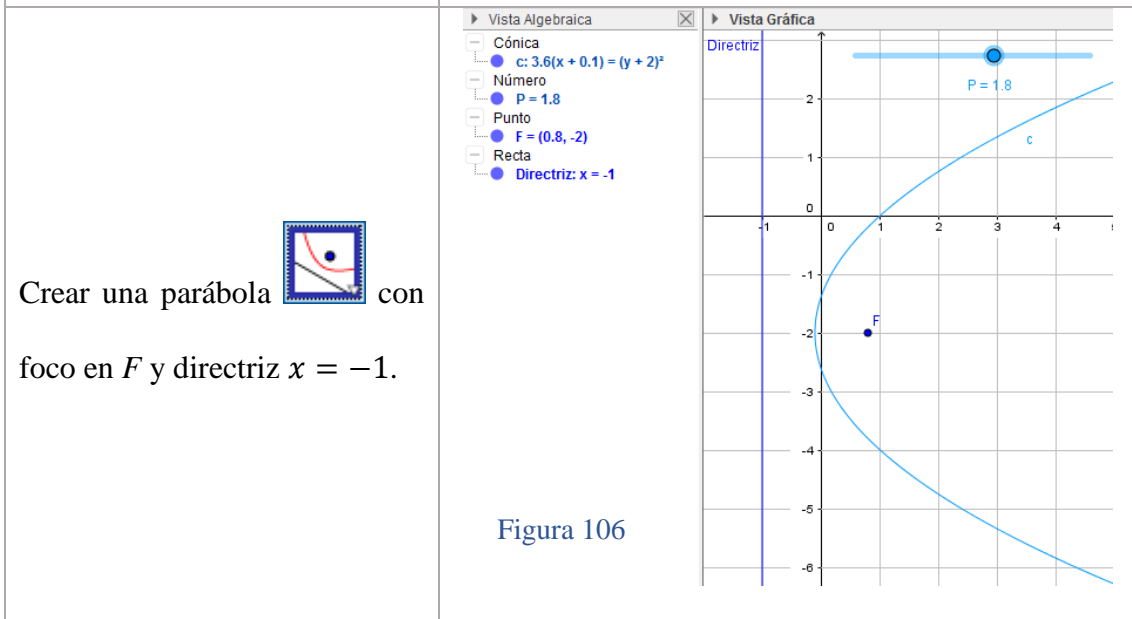 Crear una parábola con
foco en F y directriz x = −1.
Vista Algebraica
Cónica
c: 3.6(x + 0.1) = (y + 2)²
Número
P = 1.8
Punto
F = (0.8, -2)
Recta
Directriz: x = -1
Figura 106
Vista Gráfica
Directriz
P = 1.8
c
F
2
1
0
-1 0 1 2 3 4
-1
-2
-3
-4
-5
-6